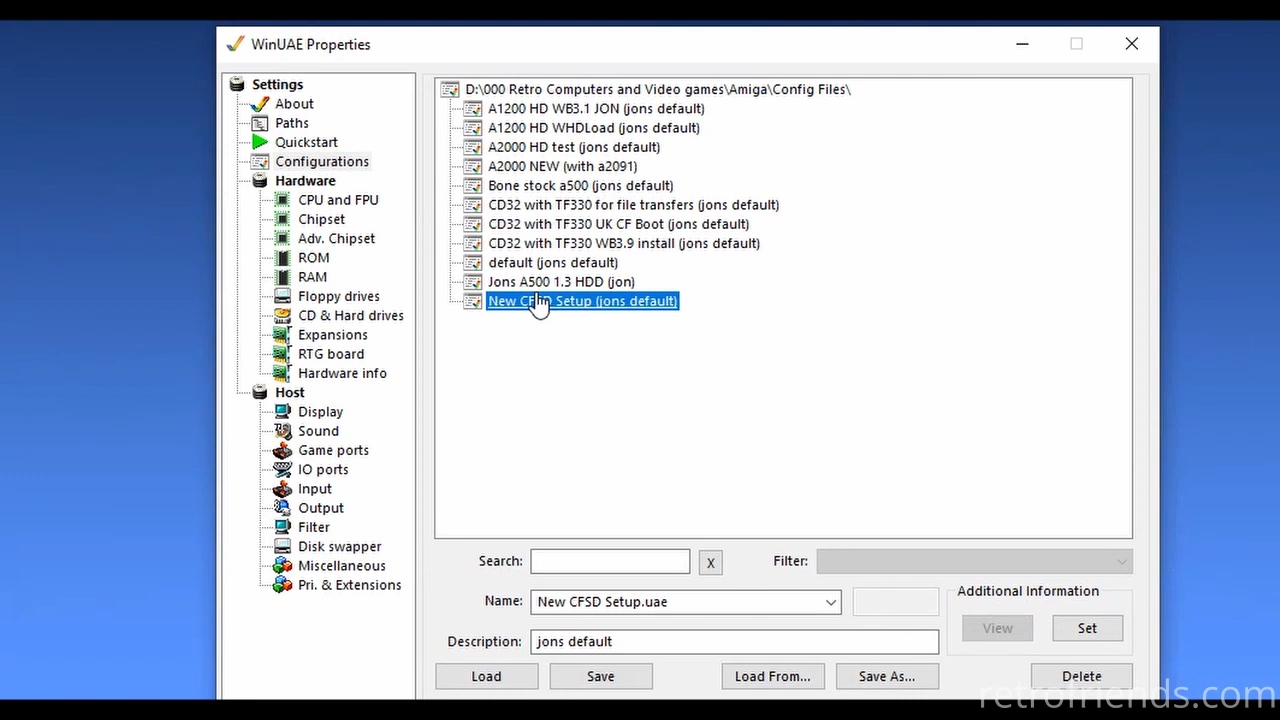 WinUAE Properties
Settings
About
Paths
Quickstart
Configurations
Hardware
CPU and FPU
Chipset
Adv. Chipset
ROM
RAM
Floppy drives
CD & Hard drives
Expansions
RTG board
Hardware info
Host
Display
Sound
Game ports
IO ports
Input
Output
Filter
Disk swapper
Miscellaneous
Pri. & Extensions
D:\000 Retro Computers and Video games\Amiga\Config Files\
A1200 HD WB3.1 JON (jons default)
A1200 HD WHDLoad (jons default)
A2000 HD test (jons default)
A2000 NEW (with a2091)
Bone stock a500 (jons default)
CD32 with TF330 for file transfers (jons default)
CD32 with TF330 UK CF Boot (jons default)
CD32 with TF330 WB3.9 install (jons default)
default (jons default)
Jons A500 1.3 HDD (jon)
New CFSD Setup (jons default)
Search:
X
Filter:
Name: New CFSD Setup.uae
Additional Information
View Set
Description: jons default
Load Save Load From... Save As... Delete
retrofriends.com